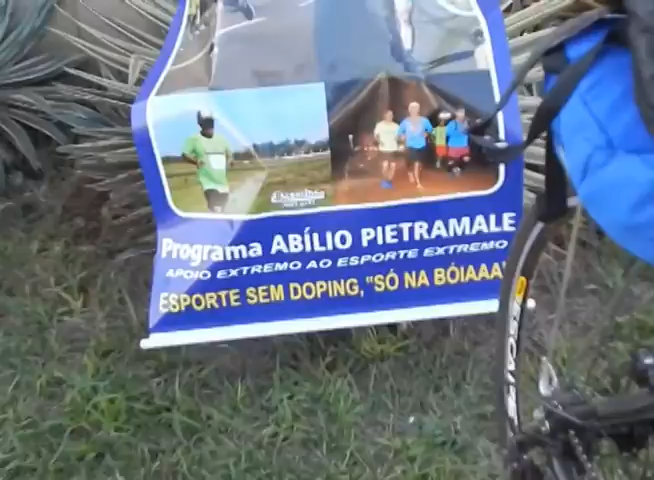 Programa ABÍLIO PIETRAMALE
APOIO EXTREMO AO ESPORTE EXTREMO
ESPORTE SEM DOPING, "SÓ NA BÓIAAA"